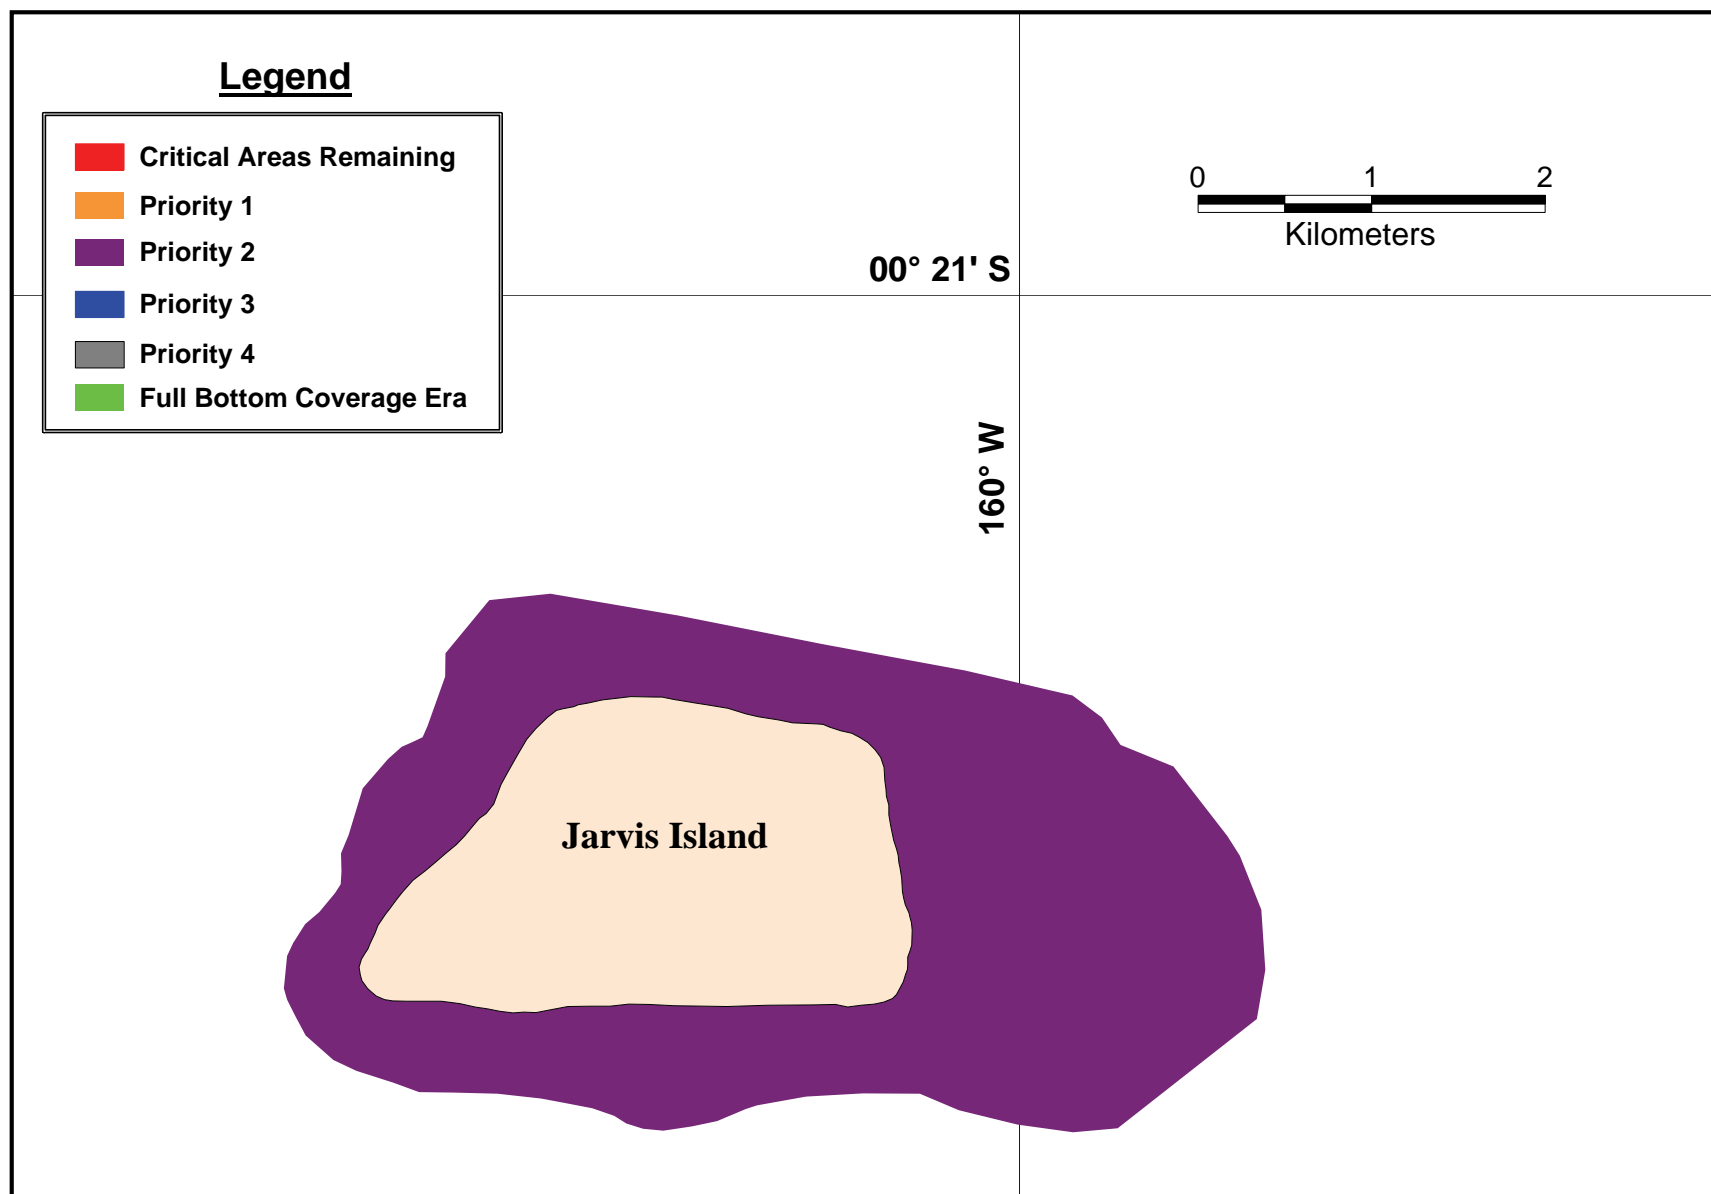 Legend
Critical Areas Remaining
Priority 1
Priority 2
Priority 3
Priority 4
Full Bottom Coverage Era
0 1 2
Kilometers
00° 21' S
160° W
Jarvis Island